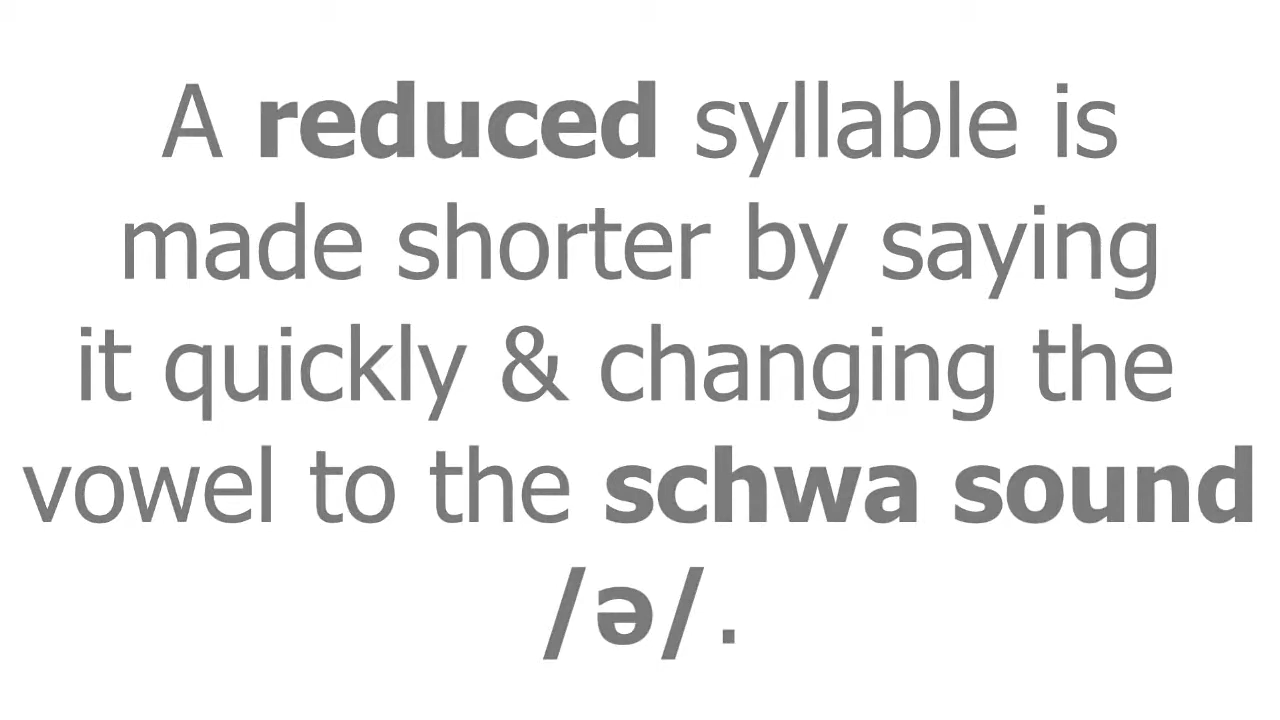 A reduced syllable is
made shorter by saying
it quickly & changing the
vowel to the schwa sound
/ə/.